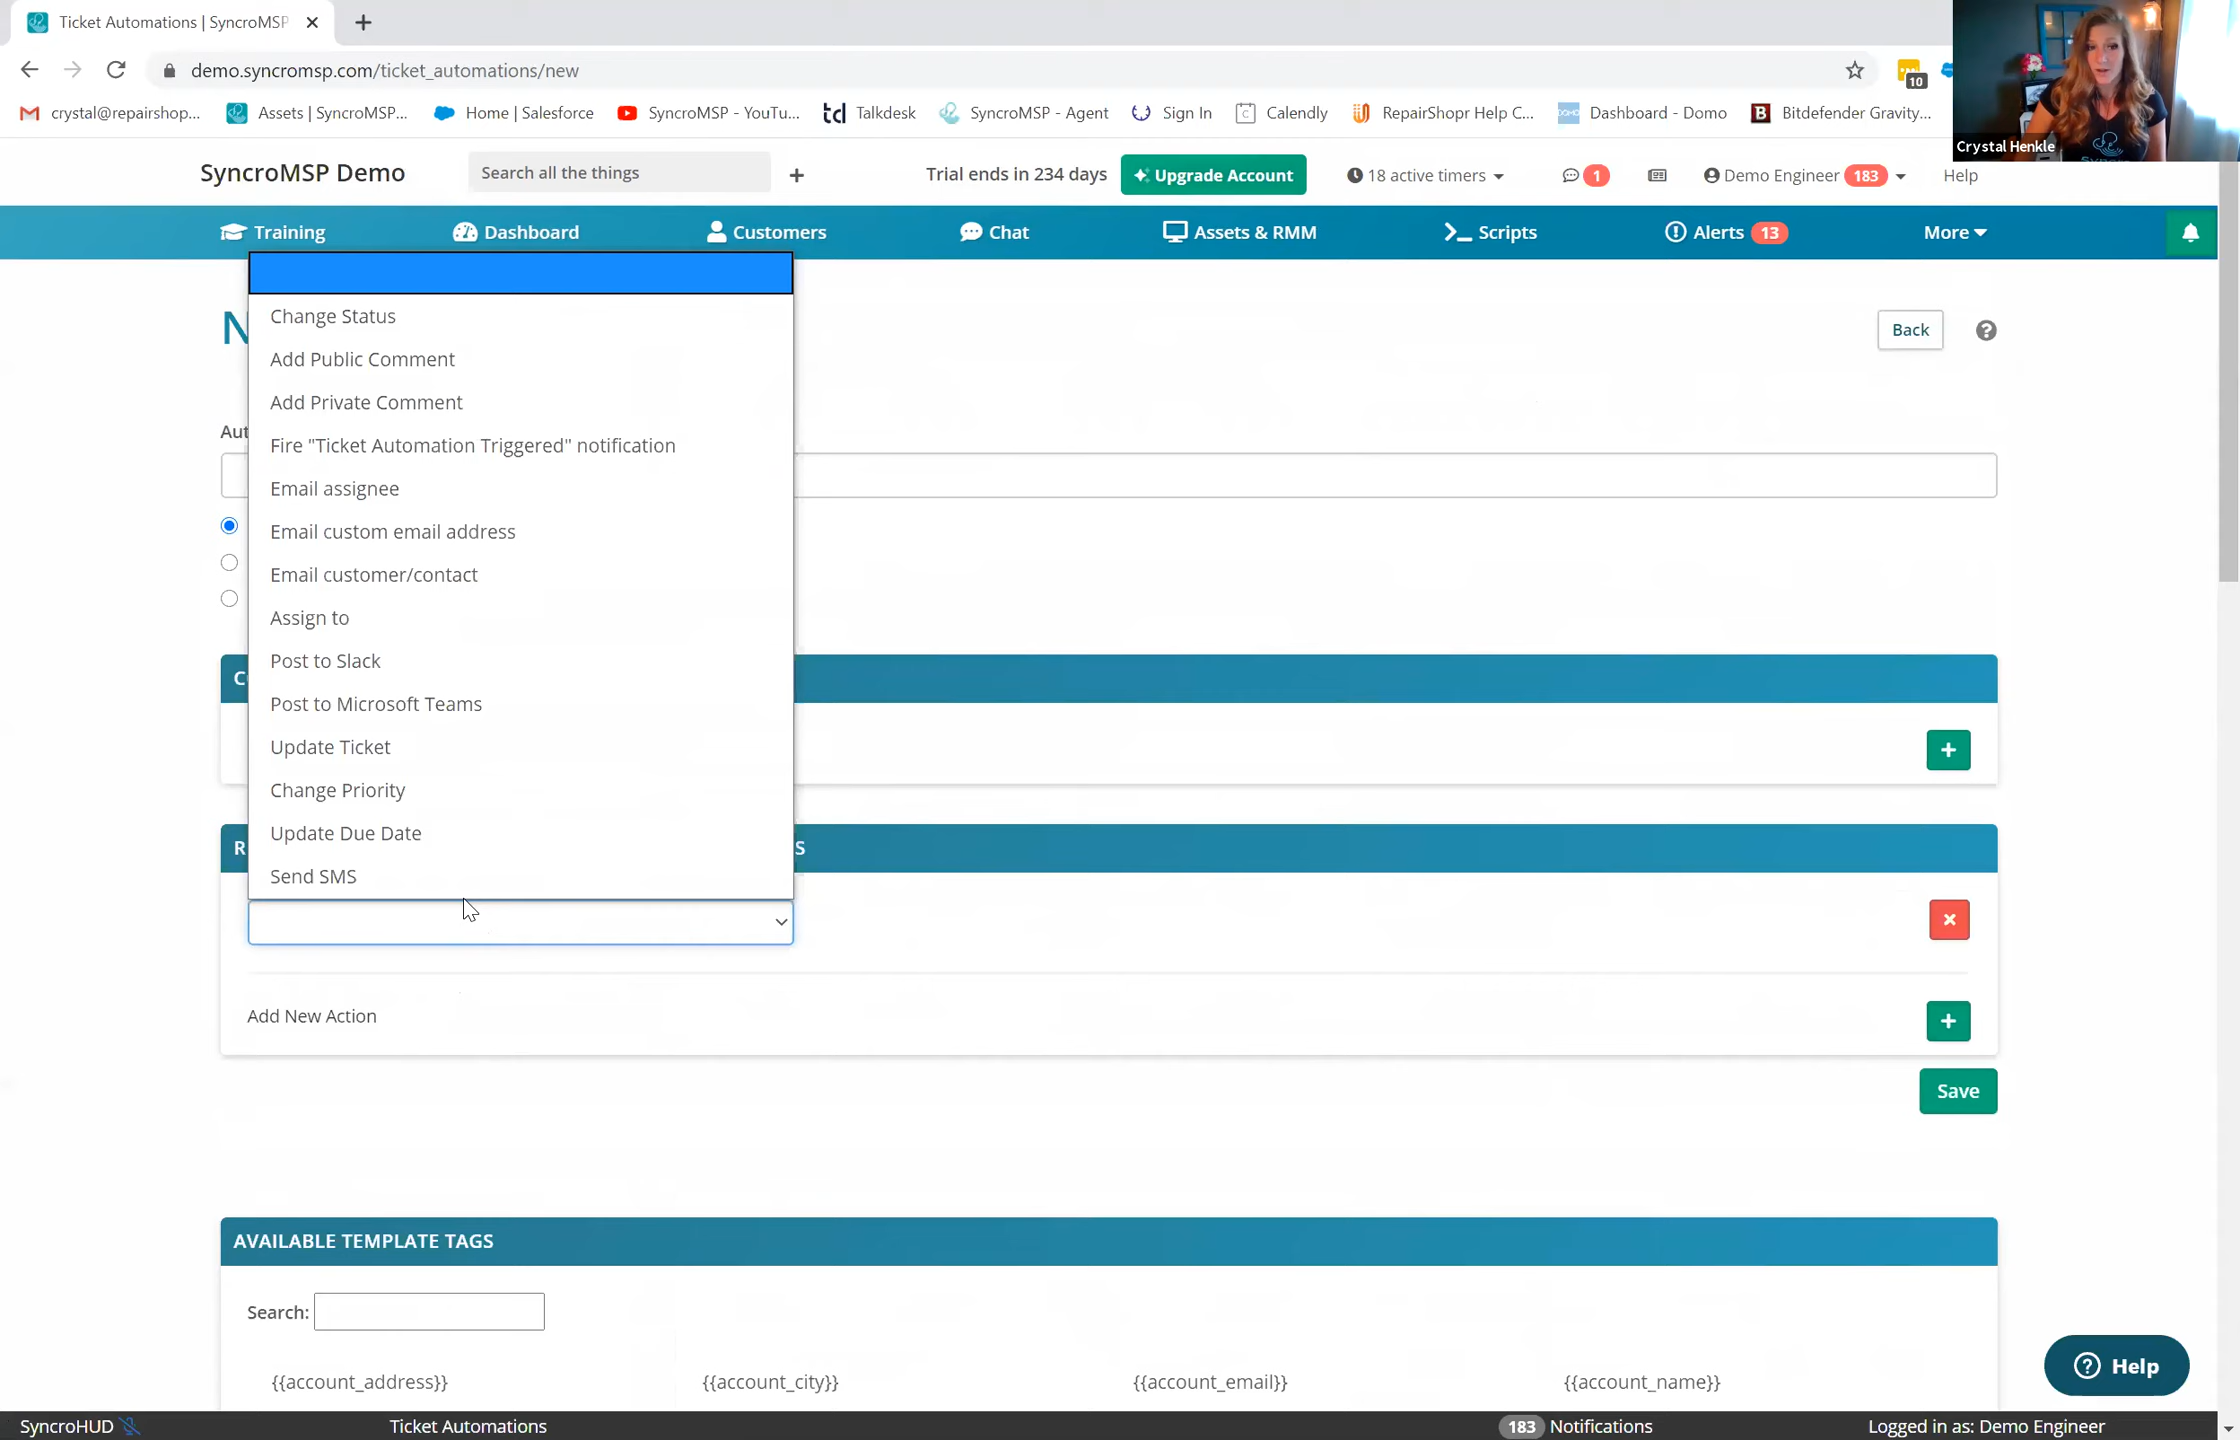 Ticket Automations | SyncroMSP
demo.syncromsp.com/ticket_automations/new
10
crystal@repairshop... Assets | SyncroMSP... Home | Salesforce SyncroMSP - YouTu... Talkdesk SyncroMSP - Agent Sign In Calendly RepairShopr Help C... Dashboard - Domo Bitdefender Gravity...
Crystal Henkle
SyncroMSP Demo Search all the things + Trial ends in 234 days Upgrade Account 18 active timers 1 Demo Engineer 183 Help
Training Dashboard Customers Chat Assets & RMM Scripts Alerts 13 More
N
Back
Change Status
Add Public Comment
Add Private Comment
Aut
Fire "Ticket Automation Triggered" notification
Email assignee
Email custom email address
Email customer/contact
Assign to
Post to Slack
Post to Microsoft Teams
Update Ticket
Change Priority
Update Due Date
R S
Send SMS
Add New Action
Save
AVAILABLE TEMPLATE TAGS
Search:
{{account_address}} {{account_city}} {{account_email}} {{account_name}}
Help
SyncroHUD Ticket Automations 183 Notifications Logged in as: Demo Engineer